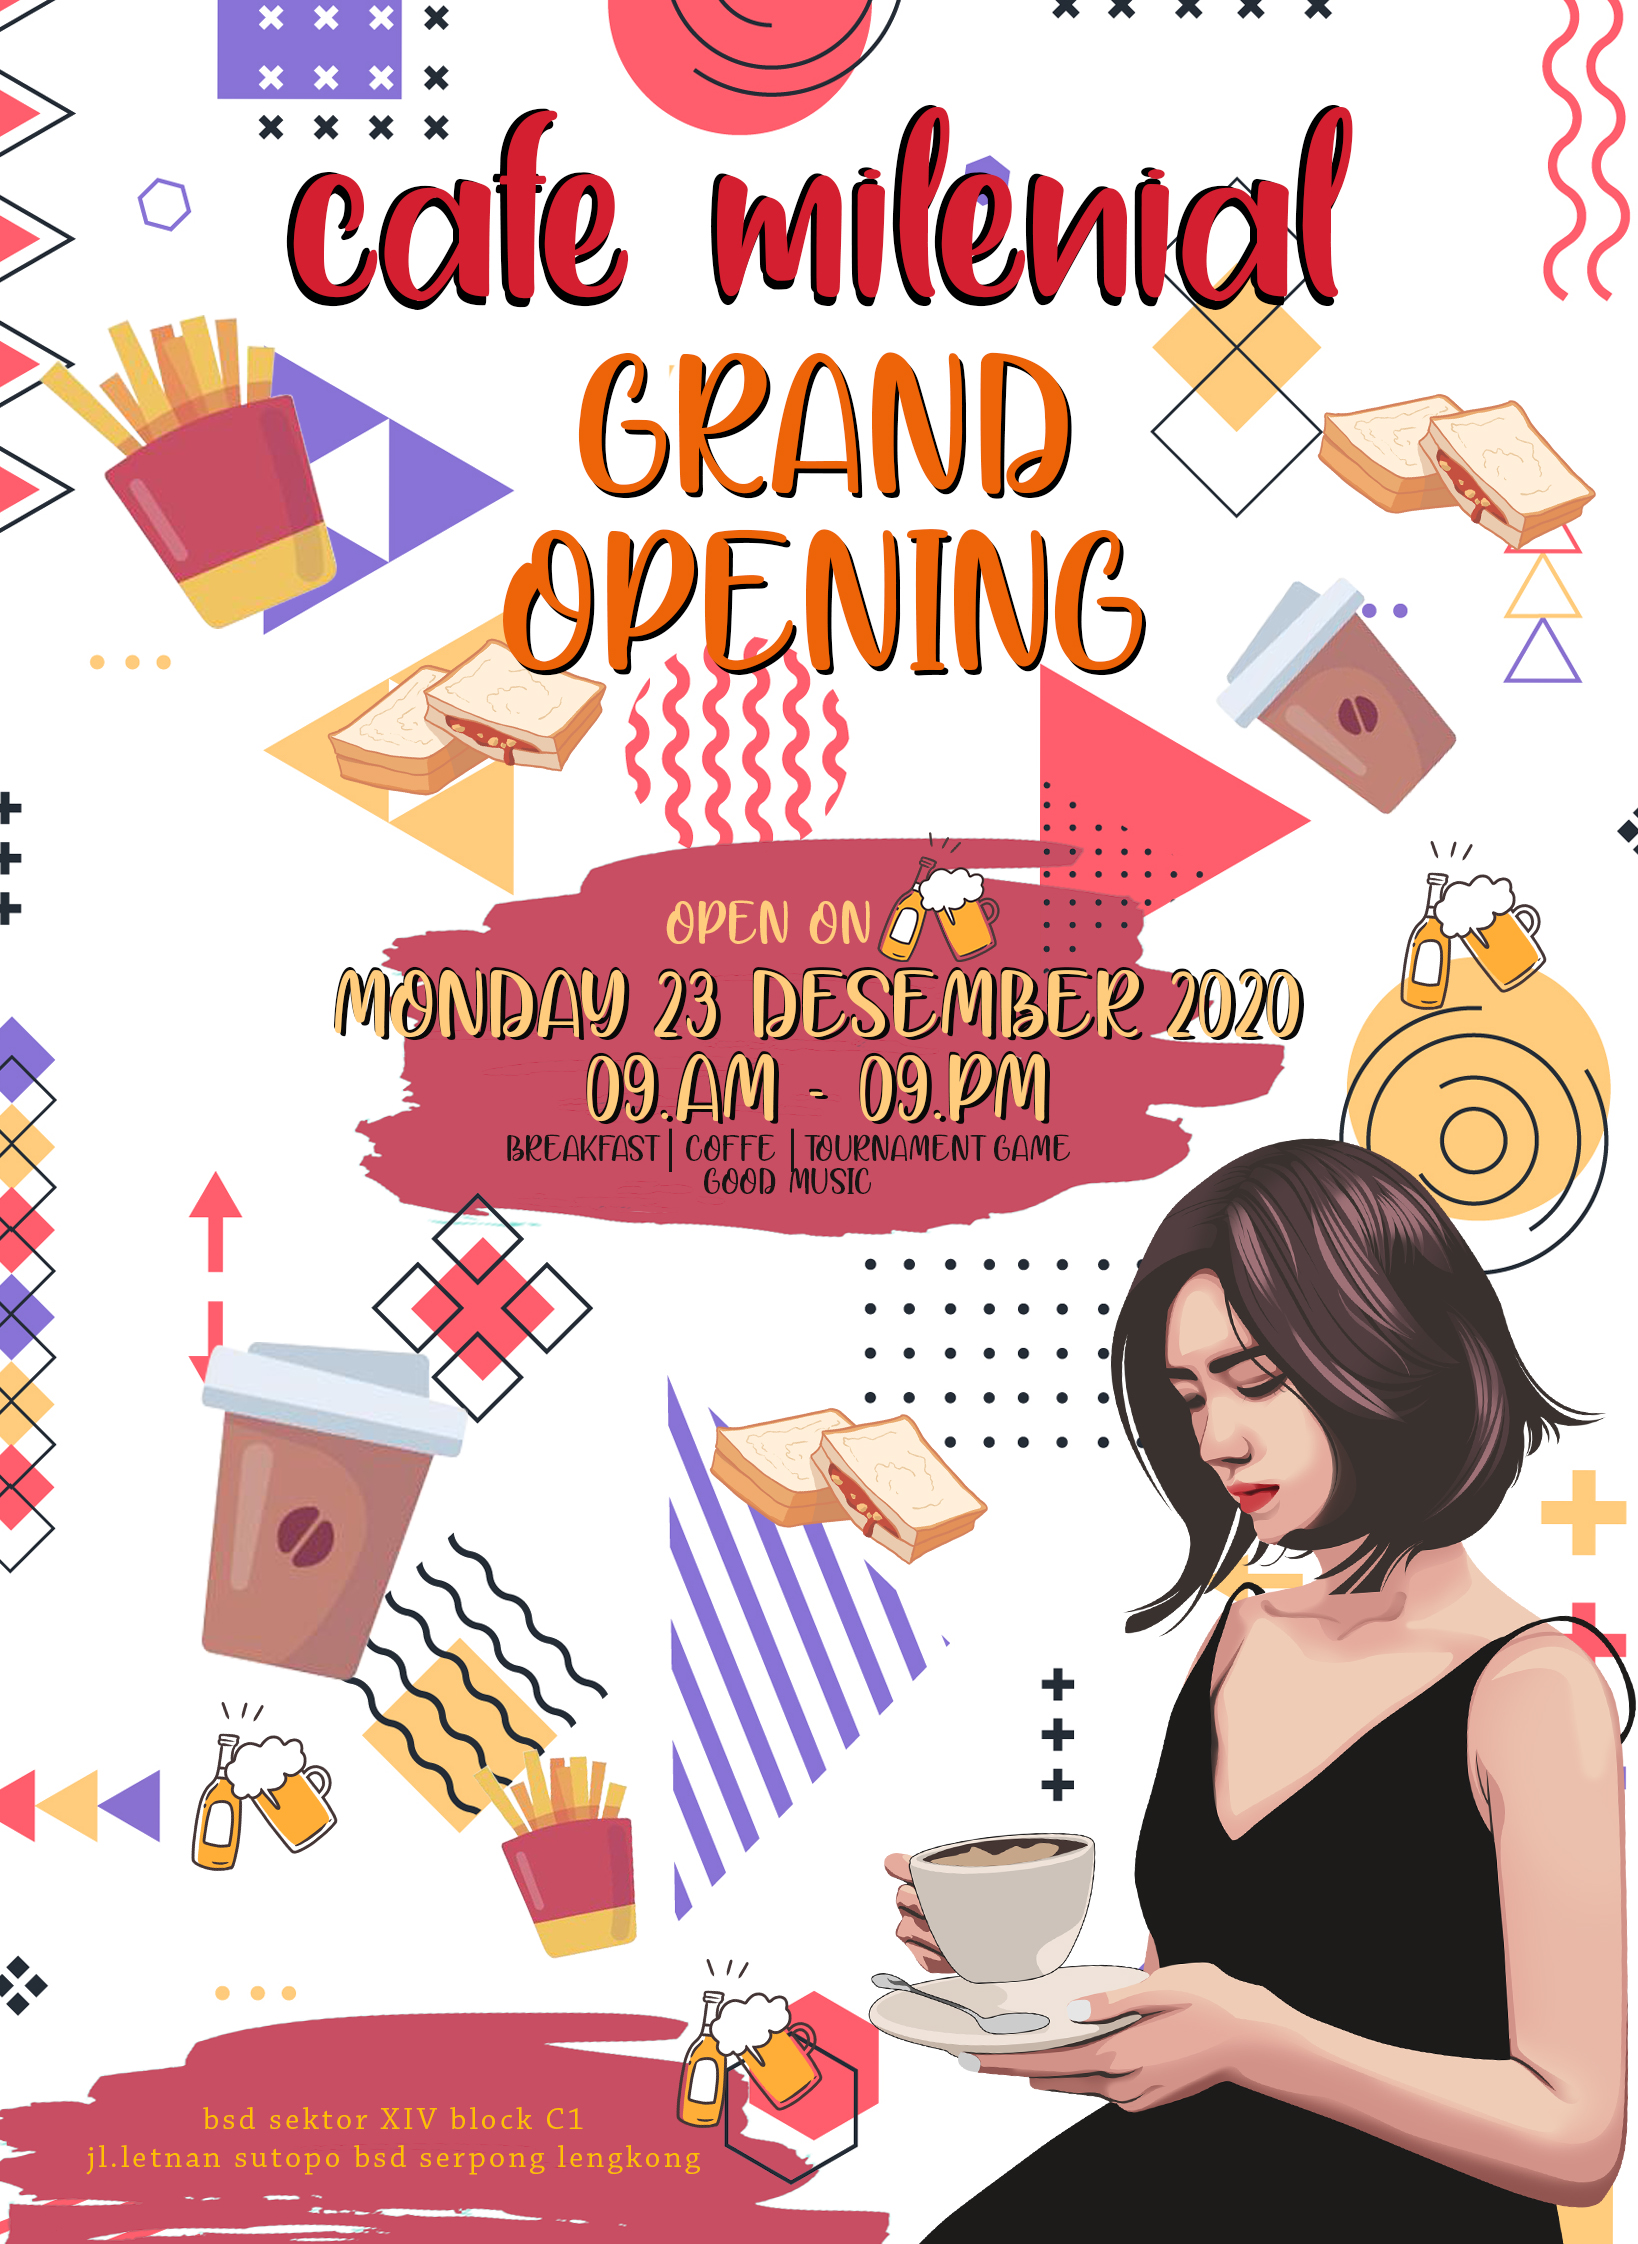 cafe milenial
GRAND
OPENING
OPEN ON
MONDAY 23 DESEMBER 2020
09.AM - 09.PM
BREAKFAST| COFFE |TOURNAMENT GAME
GOOD MUSIC
bsd sektor XIV block C1
jl.letnan sutopo bsd serpong lengkong